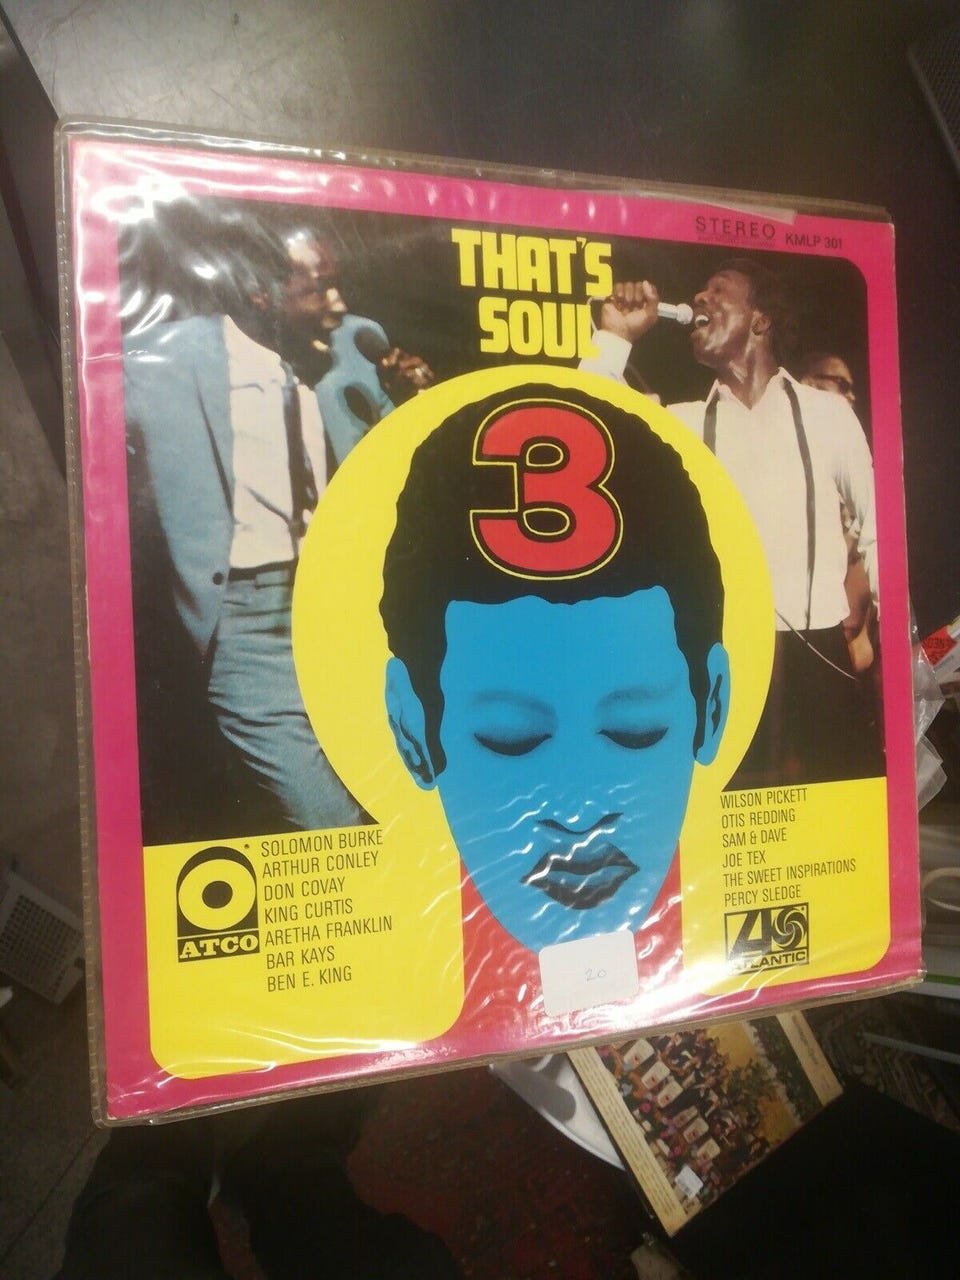 STEREO
KMLP 301
THAT'S
SOUL
3
SOLOMON BURKE
ARTHUR CONLEY
DON COVAY
KING CURTIS
ARETHA FRANKLIN
BAR KAYS
BEN E. KING
ATCO
WILSON PICKETT
OTIS REDDING
SAM & DAVE
JOE TEX
THE SWEET INSPIRATIONS
PERCY SLEDGE
ATLANTIC
20